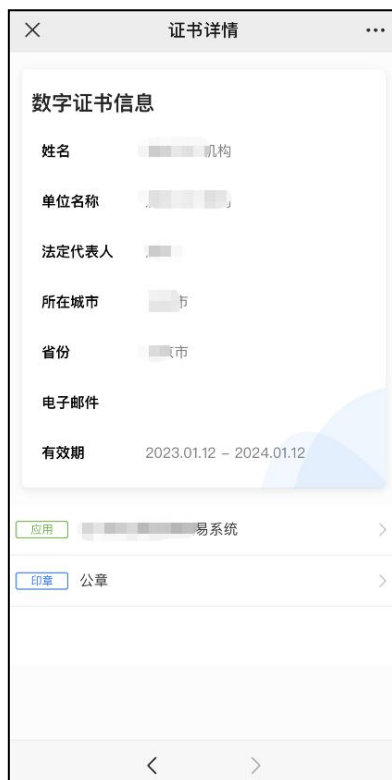 证书详情
数字证书信息
姓名 机构
单位名称
法定代表人
所在城市 市
省份 市
电子邮件
有效期 2023.01.12 – 2024.01.12
应用 易系统
印章 公章